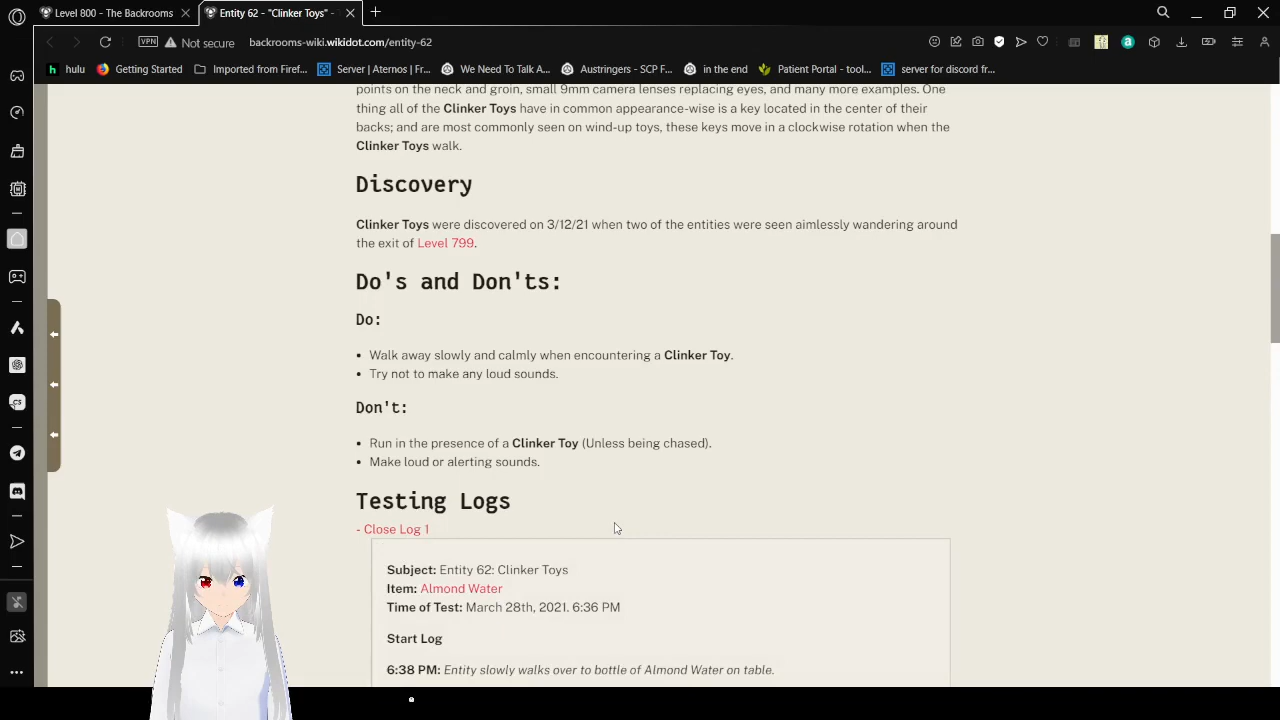 Level 800 - The Backrooms
Entity 62 - "Clinker Toys" -
VPN
Not secure
backrooms-wiki.wikidot.com/entity-62
hulu
Getting Started
Imported from Firef...
Server | Aternos | Fr...
We Need To Talk A...
Austringers - SCP F...
in the end
Patient Portal - tool...
server for discord fr...
points on the neck and groin, small 9mm camera lenses replacing eyes, and many more examples. One
thing all of the Clinker Toys have in common appearance-wise is a key located in the center of their
backs; and are most commonly seen on wind-up toys, these keys move in a clockwise rotation when the
Clinker Toys walk.
Discovery
Clinker Toys were discovered on 3/12/21 when two of the entities were seen aimlessly wandering around
the exit of Level 799.
Do's and Don'ts:
Do:
• Walk away slowly and calmly when encountering a Clinker Toy.
• Try not to make any loud sounds.
Don't:
• Run in the presence of a Clinker Toy (Unless being chased).
• Make loud or alerting sounds.
Testing Logs
- Close Log 1
Subject: Entity 62: Clinker Toys
Item: Almond Water
Time of Test: March 28th, 2021. 6:36 PM
Start Log
6:38 PM: Entity slowly walks over to bottle of Almond Water on table.